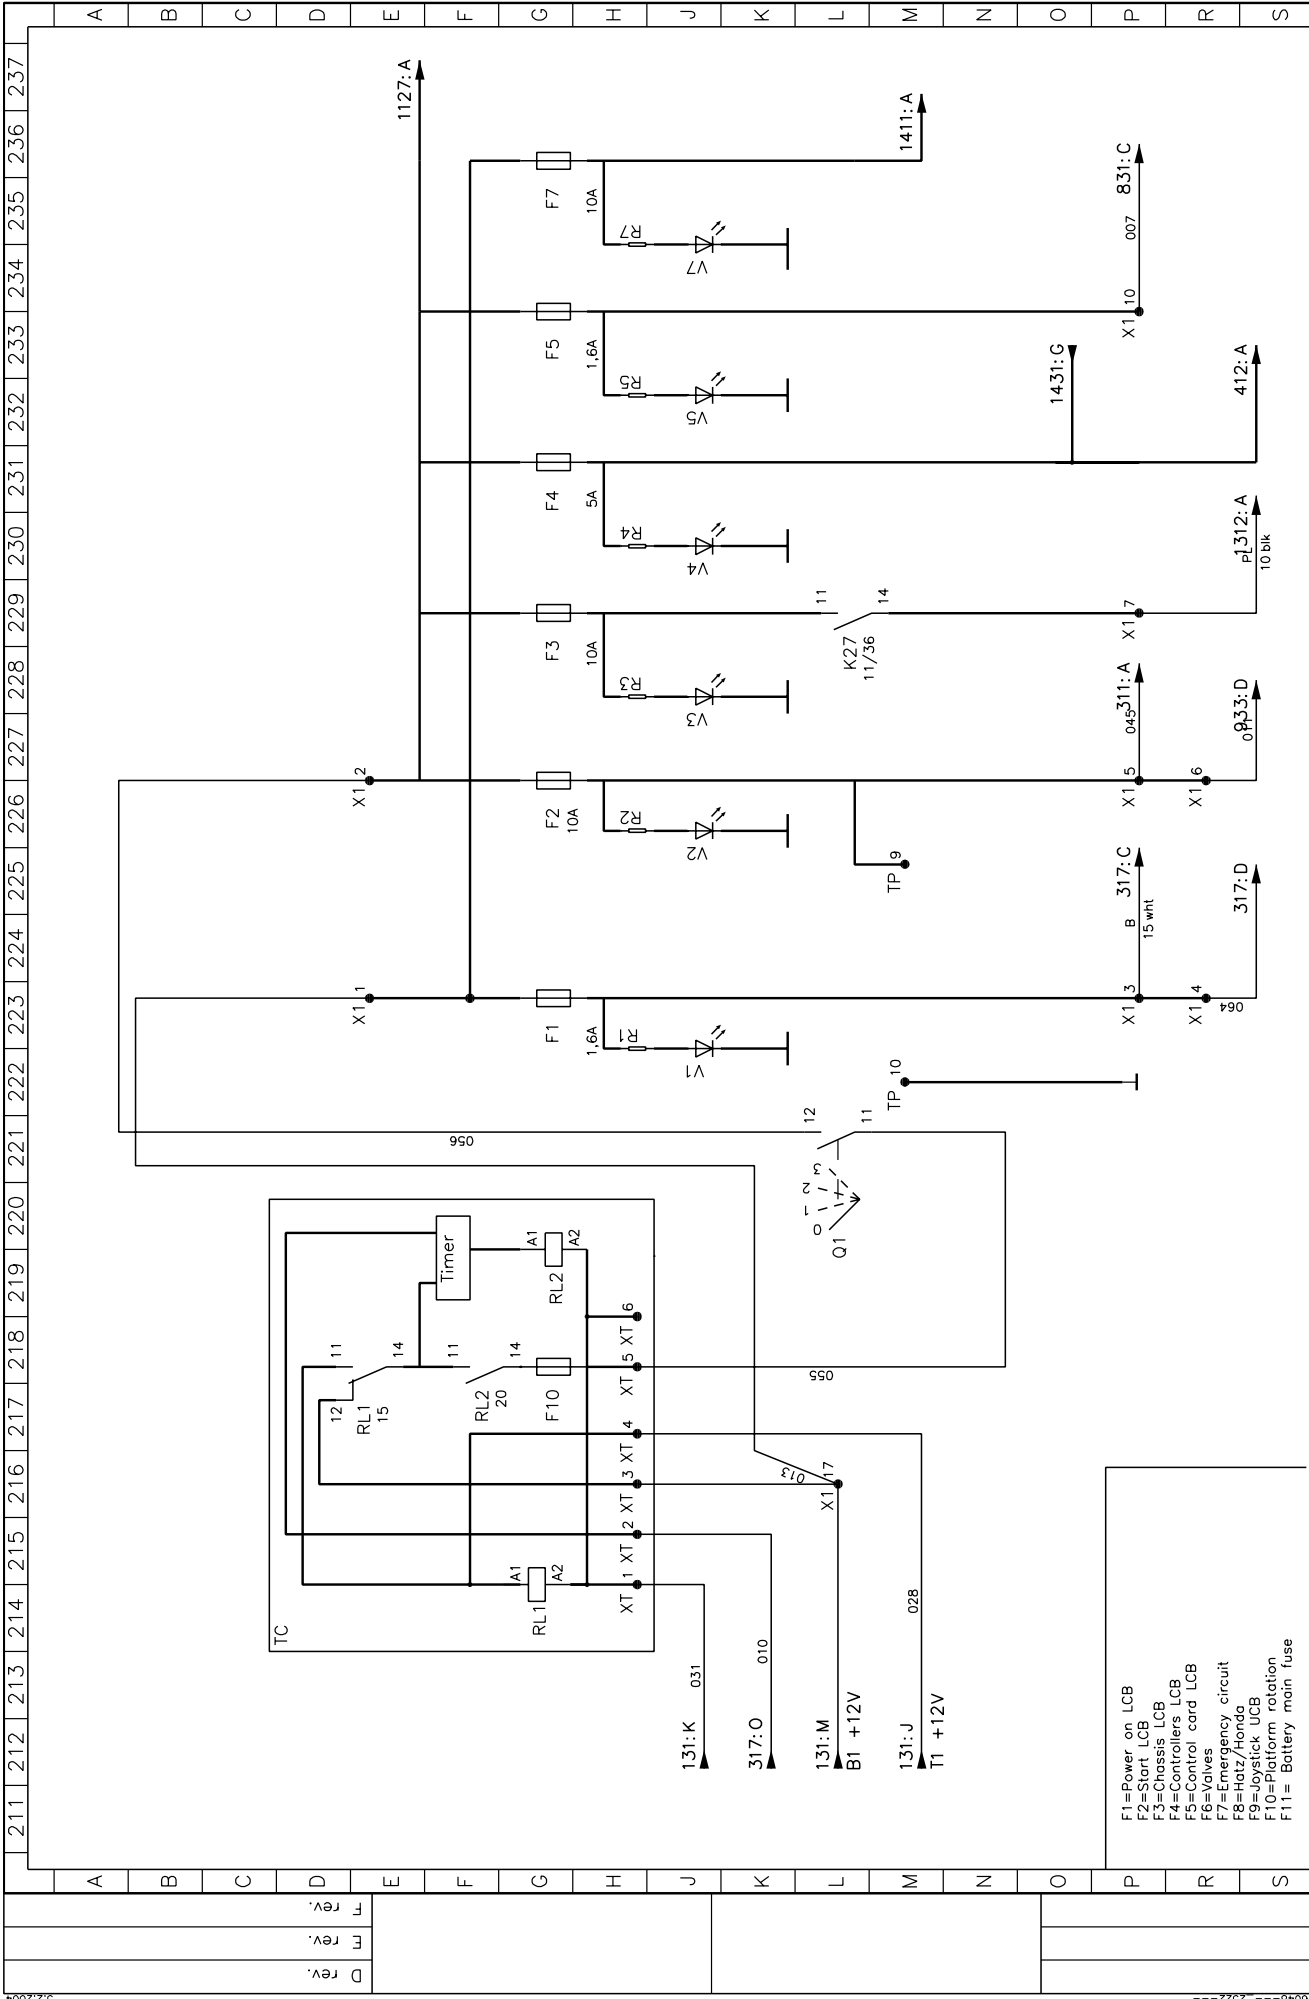 A B C D E F G H J K L M N O P R S
237
236
235
234
233
232
231
230
229
228
227
226
225
224
223
222
221
220
219
218
217
216
215
214
213
212
211
1127:A
1411:A
F7
10A
R7
V7
831:C
007
X1 10
F5
1,6A
R5
V5
1431:G
412:A
F4
5A
R4
V4
1312:A
PL
10 blk
F3
10A
R3
V3
11
14
K27
11/36
X1 7
311:A
045
933:D
011
X1 2
F2
10A
R2
V2
TP 9
X1 5
X1 6
317:C
B
15 wht
317:D
X1 1
F1
1,6A
R1
V1
X1 3
X1 4
064
TP 10
056
12
11
0 1 2 3
Q1
TC
Timer
A1
A2
RL2
11
14
12
RL1
15
11
14
RL2
20
F10
A1
A2
RL1
XT 6
XT 5
XT 4
XT 3
XT 2
XT 1
055
013
X1 17
031
010
028
131:K
317:O
131:M
B1 +12V
131:J
T1 +12V
F1=Power on LCB
F2=Start LCB
F3=Chassis LCB
F4=Controllers LCB
F5=Control card LCB
F6=Valves
F7=Emergency circuit
F8=Hatz/Honda
F9=Joystick UCB
F10=Platform rotation
F11= Battery main fuse
A B C D E F G H J K L M N O P R S
F rev.
E rev.
D rev.